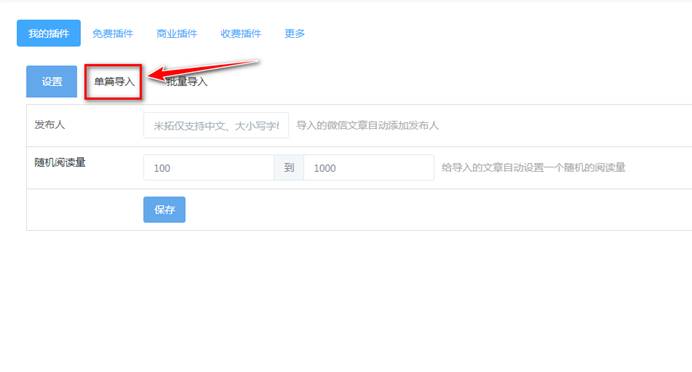 我的插件 免费插件 商业插件 收费插件 更多
设置 单篇导入 批量导入
发布人 米拓仅支持中文、大小写字 导入的微信文章自动添加发布人
随机阅读量 100 到 1000 给导入的文章自动设置一个随机的阅读量
保存